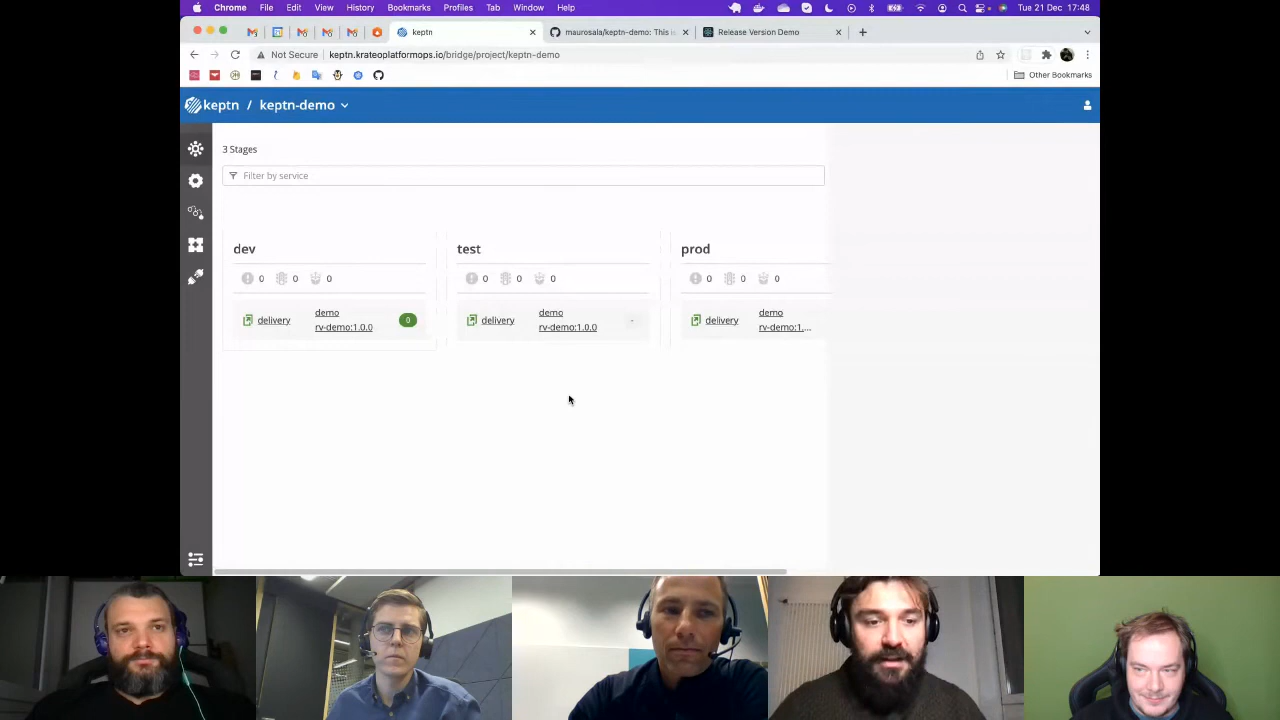 Chrome File Edit View History Bookmarks Profiles Tab Window Help Tue 21 Dec 17:48
keptn maurosala/keptn-demo: This Release Version Demo
Not Secure keptn.krateoplatformops.io/bridge/project/keptn-demo
Other Bookmarks
keptn / keptn-demo
3 Stages
Filter by service
dev test prod
0 0 0 0 0 0 0 0 0
delivery demo 0 delivery demo - delivery demo
rv-demo:1.0.0 rv-demo:1.0.0 rv-demo:1....